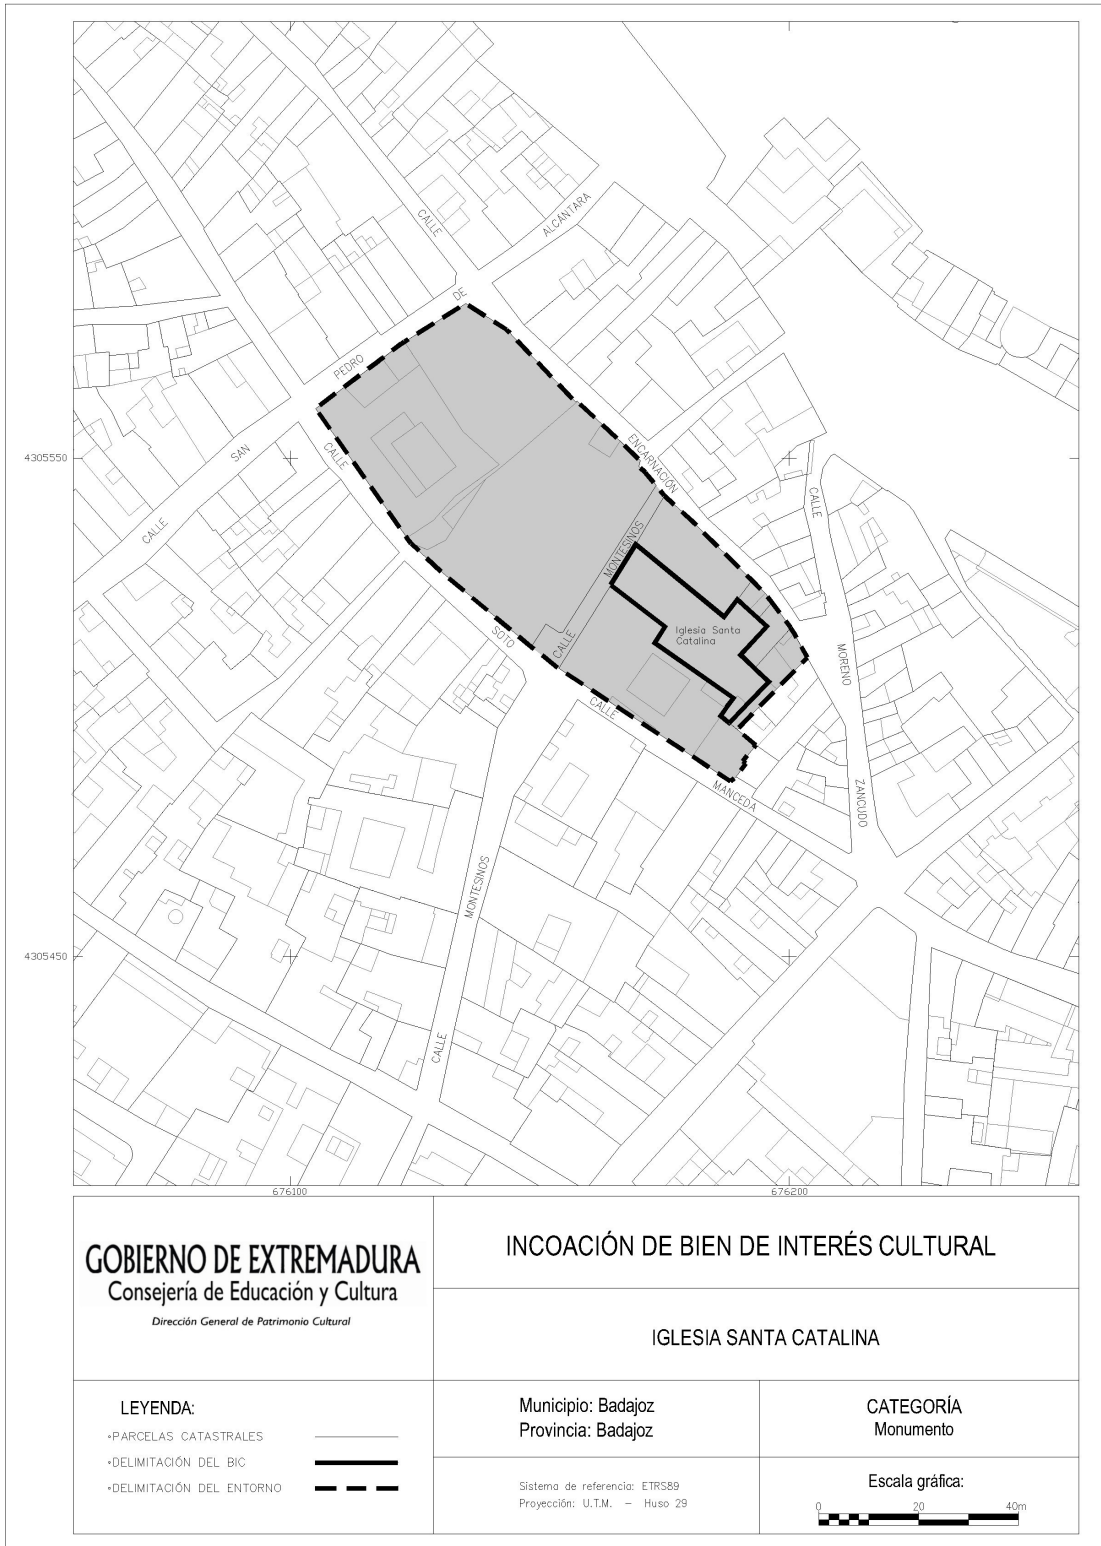 CALLE
ALCÁNTARA
DE
PEDRO
SAN
CALLE
CALLE
ENCARNACIÓN
4305550
CALLE
MONTESINOS
Iglesia Santa
Catalina
SOTO
CALLE
MORENO
CALLE
MANCEDA
ZANCUDO
MONTESINOS
4305450
CALLE
676100
676200
GOBIERNO DE EXTREMADURA
Consejería de Educación y Cultura
Dirección General de Patrimonio Cultural
INCOACIÓN DE BIEN DE INTERÉS CULTURAL
IGLESIA SANTA CATALINA
LEYENDA:
•PARCELAS CATASTRALES
•DELIMITACIÓN DEL BIC
•DELIMITACIÓN DEL ENTORNO
Municipio: Badajoz
Provincia: Badajoz
CATEGORÍA
Monumento
Sistema de referencia: ETRS89
Proyección: U.T.M. – Huso 29
Escala gráfica:
0 20 40m